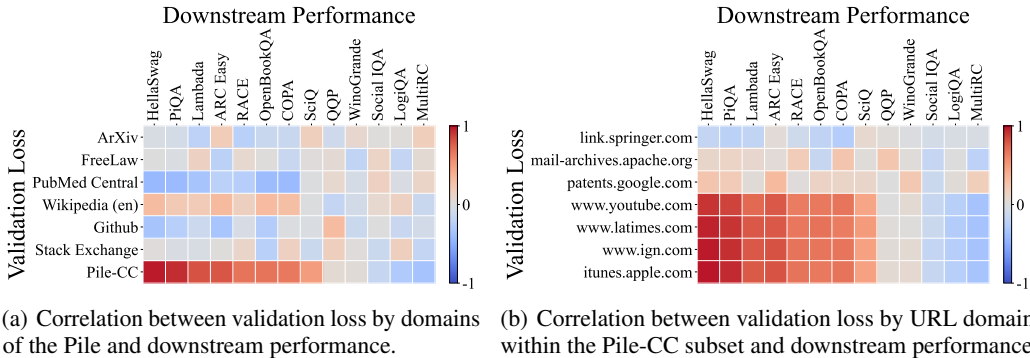 Downstream Performance
HellaSwag
PiQA
Lambada
ARC Easy
RACE
OpenBookQA
COPA
SciQ
QQP
WinoGrande
Social IQA
LogiQA
MultiRC
Validation Loss
ArXiv
FreeLaw
PubMed Central
Wikipedia (en)
Github
Stack Exchange
Pile-CC
1
0
-1
(a) Correlation between validation loss by domains
of the Pile and downstream performance.
Downstream Performance
HellaSwag
PiQA
Lambada
ARC Easy
RACE
OpenBookQA
COPA
SciQ
QQP
WinoGrande
Social IQA
LogiQA
MultiRC
Validation Loss
link.springer.com
mail-archives.apache.org
patents.google.com
www.youtube.com
www.latimes.com
www.ign.com
itunes.apple.com
1
0
-1
(b) Correlation between validation loss by URL domain
within the Pile-CC subset and downstream performance